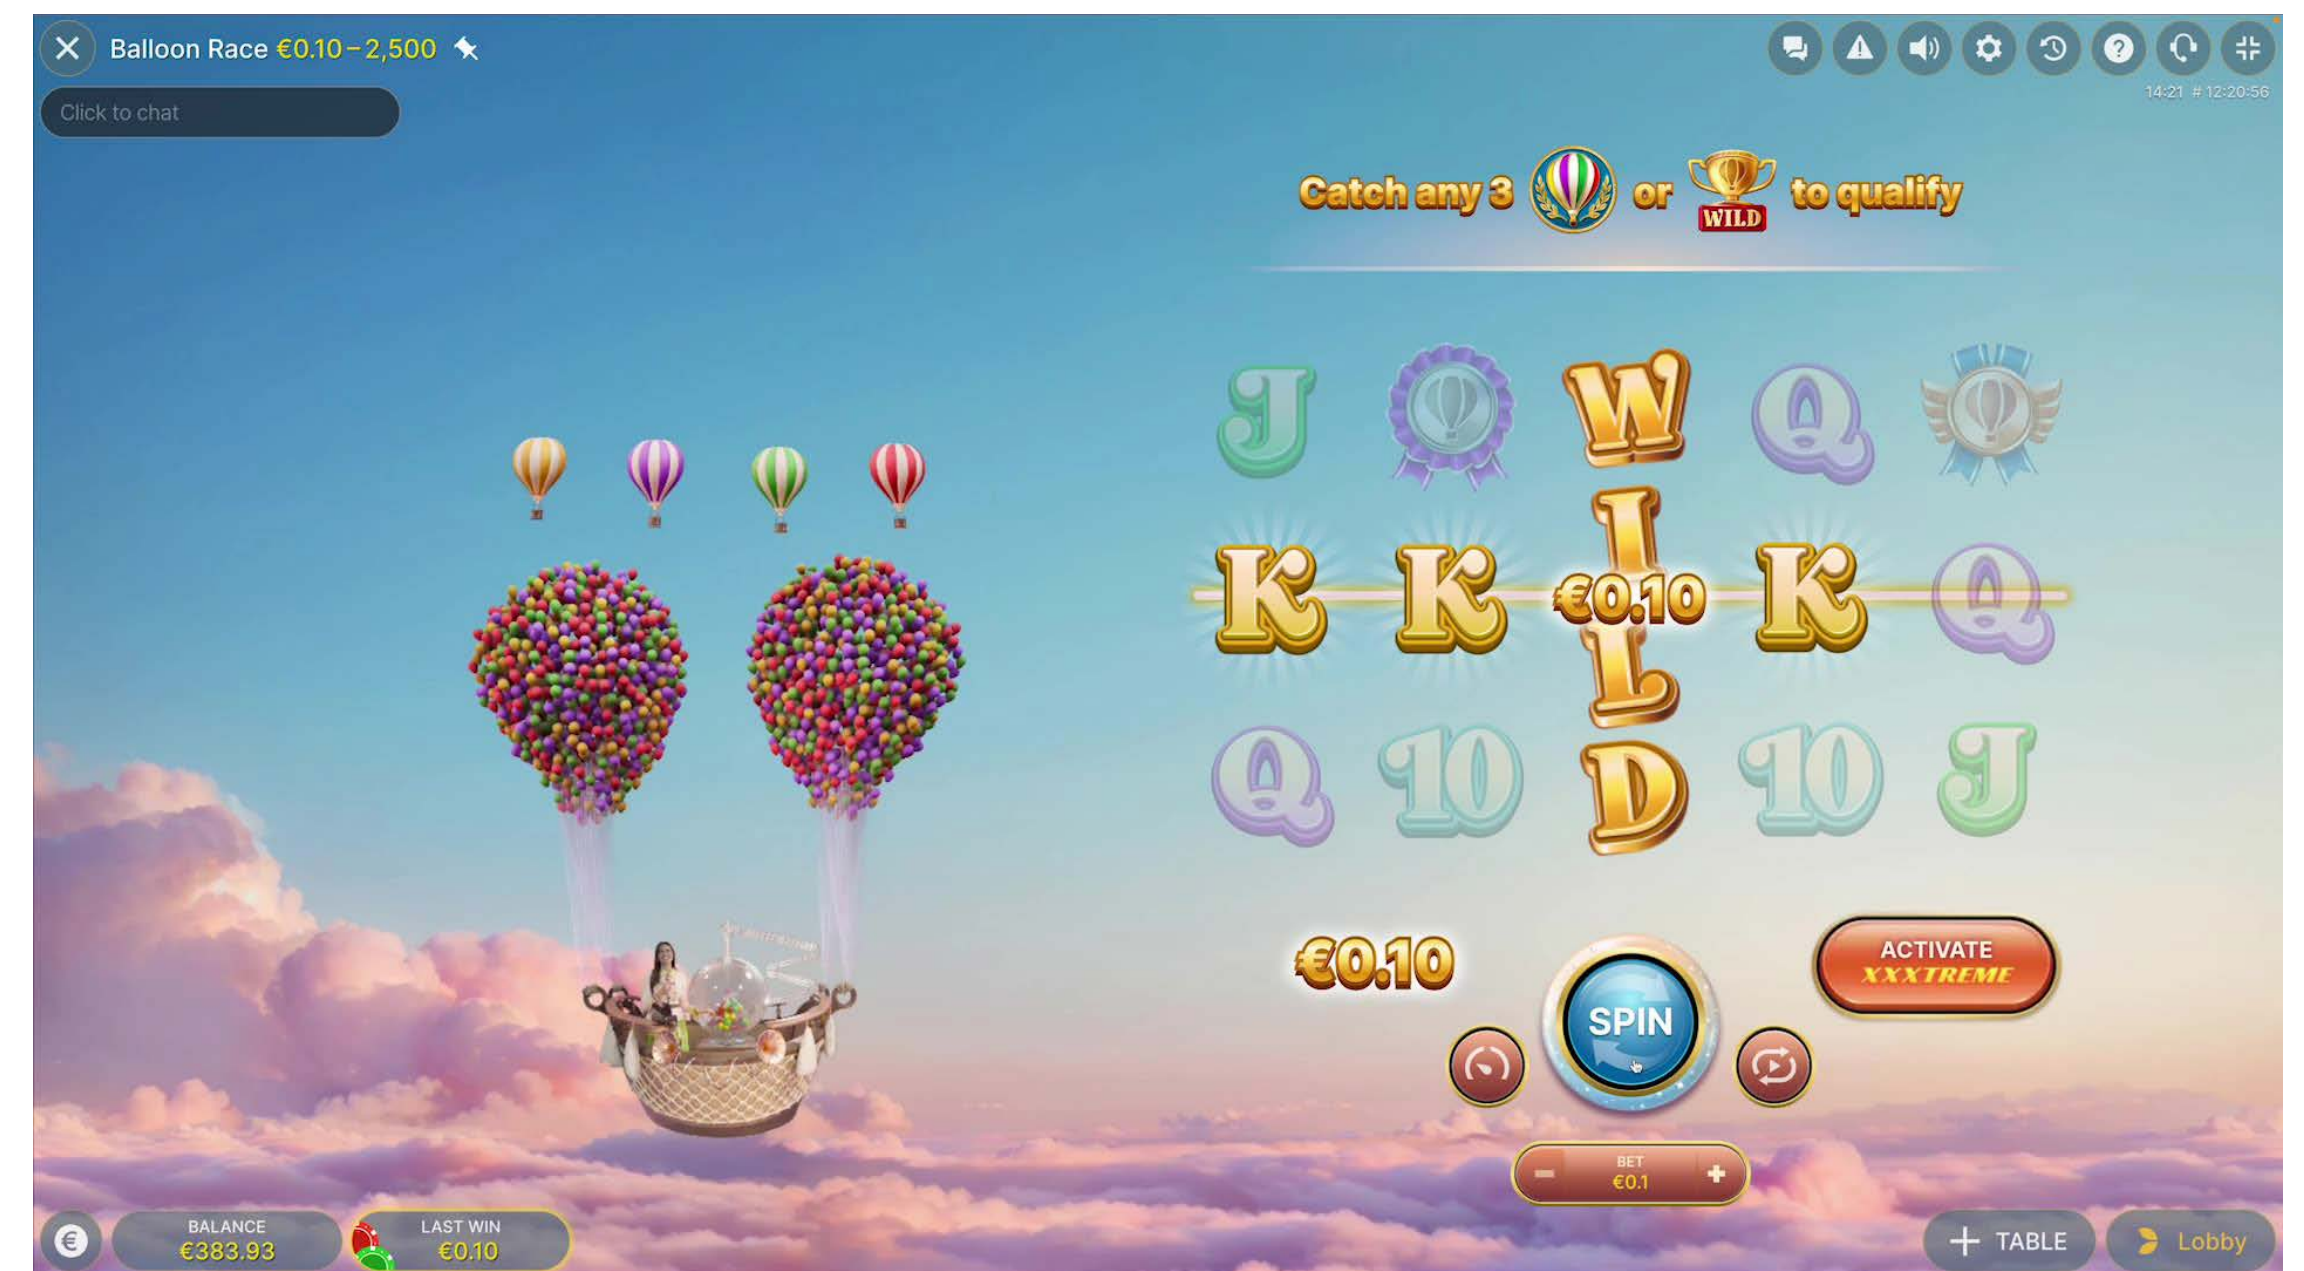 Balloon Race €0.10–2,500
Click to chat
14:21 # 12:20:56
Catch any 3 or WILD to qualify
J W Q
I
K K €0.10 K Q
L
Q 10 D 10 J
€0.10
SPIN
ACTIVATE
XXXTREME
BET
€0.1
BALANCE
€383.93
LAST WIN
€0.10
TABLE
Lobby